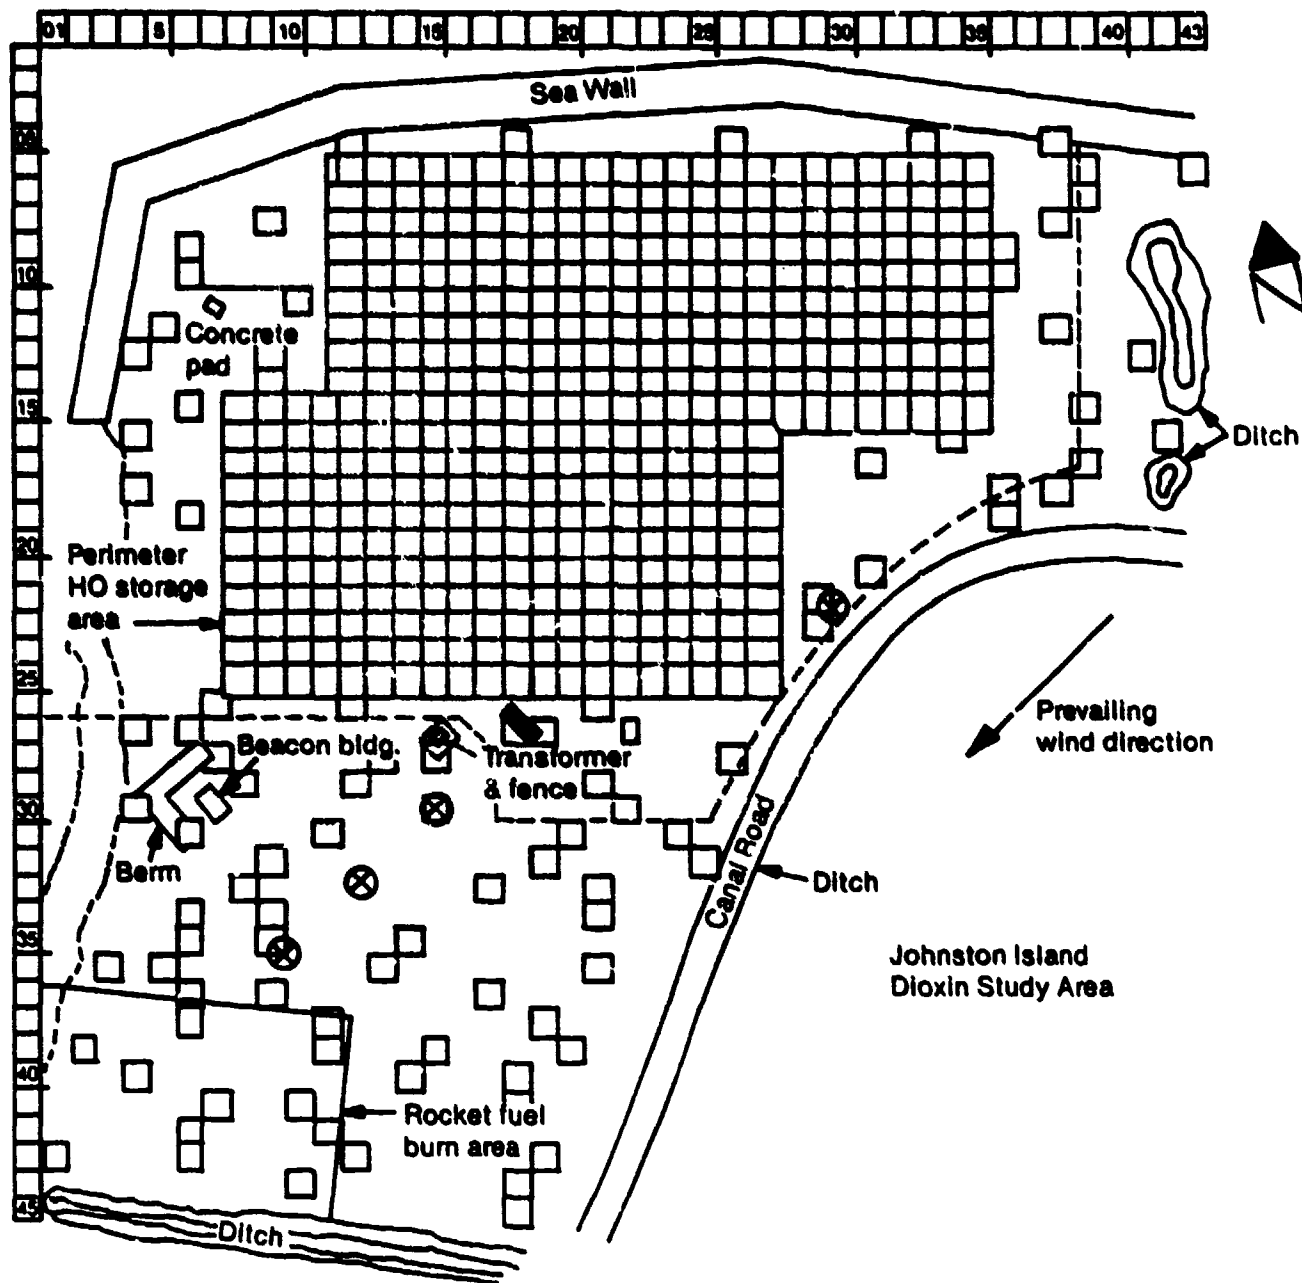 01 5 10 15 20 25 30 35 40 43
Sea Wall
05
10
Concrete
pad
15
Ditch
20
Perimeter
HO storage
area
25
Prevailing
wind direction
Beacon bldg.
Transformer
& fence
30
Berm
Canal Road
Ditch
35
Johnston Island
Dioxin Study Area
40
Rocket fuel
burn area
45
Ditch